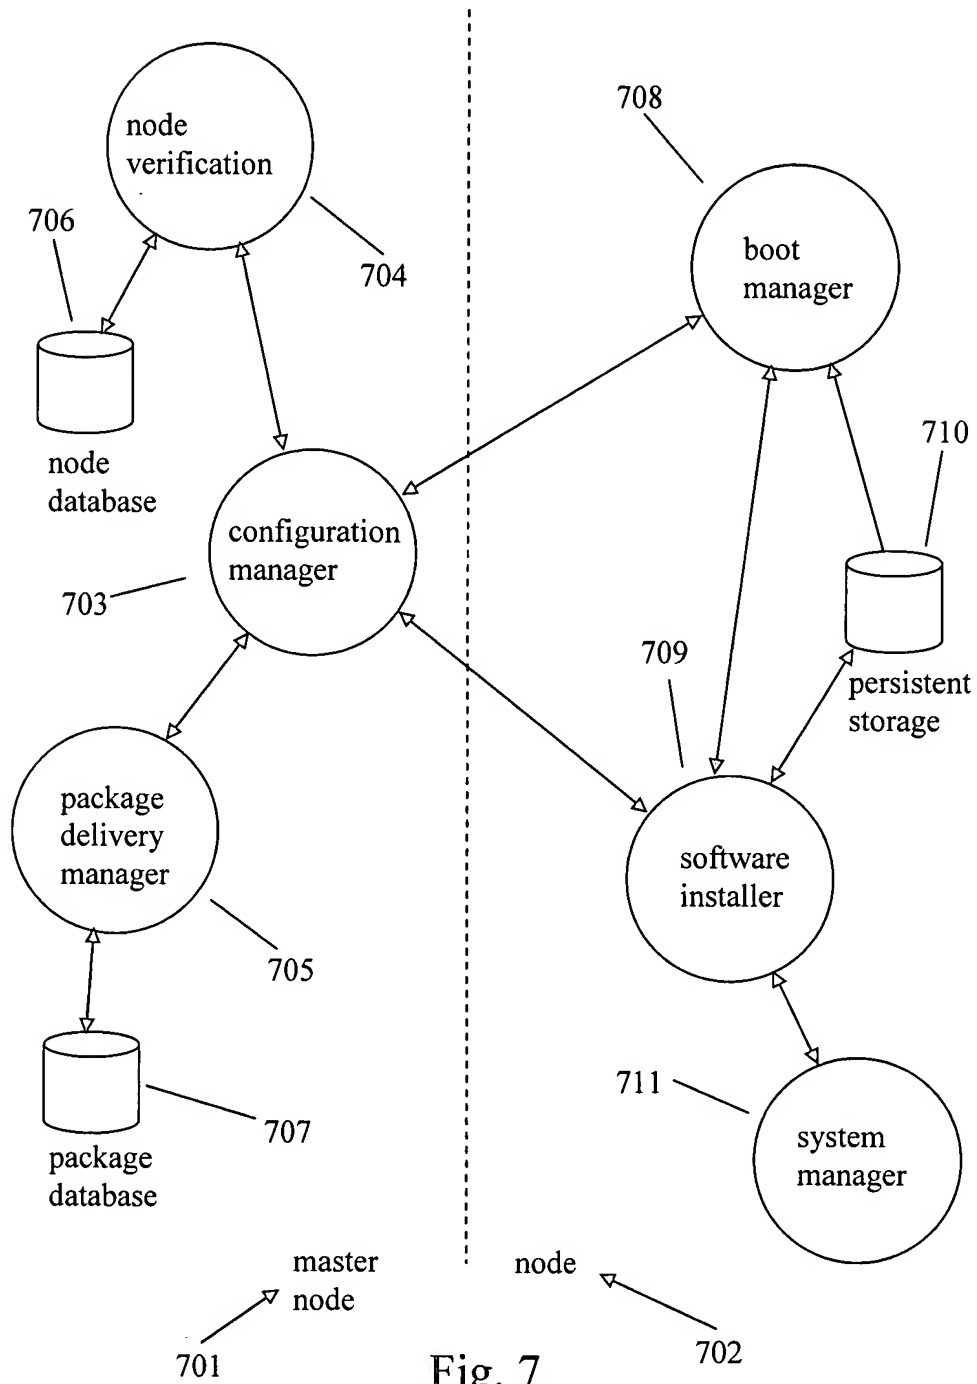 708
node
verification
706
704
boot
manager
710
node
database
configuration
manager
703
709
persistent
storage
package
delivery
manager
software
installer
705
711
707
package
database
system
manager
master
node
node
701
702
Fig. 7